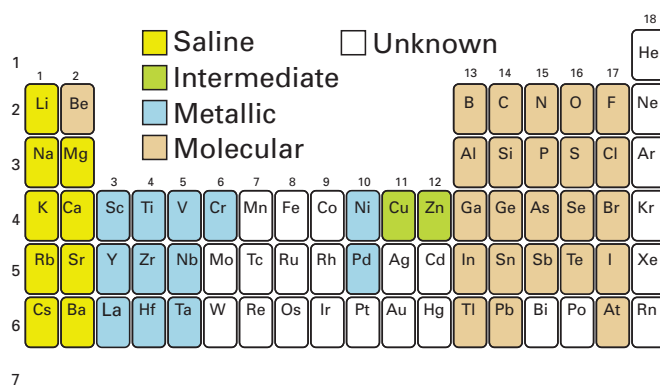 18
Saline Unknown
1 He
1 2 Intermediate 13 14 15 16 17
2 Li Be Metallic B C N O F Ne
3 Na Mg Molecular Al Si P S Cl Ar
3 4 5 6 7 8 9 10 11 12
4 K Ca Sc Ti V Cr Mn Fe Co Ni Cu Zn Ga Ge As Se Br Kr
5 Rb Sr Y Zr Nb Mo Tc Ru Rh Pd Ag Cd In Sn Sb Te I Xe
6 Cs Ba La Hf Ta W Re Os Ir Pt Au Hg Tl Pb Bi Po At Rn
7